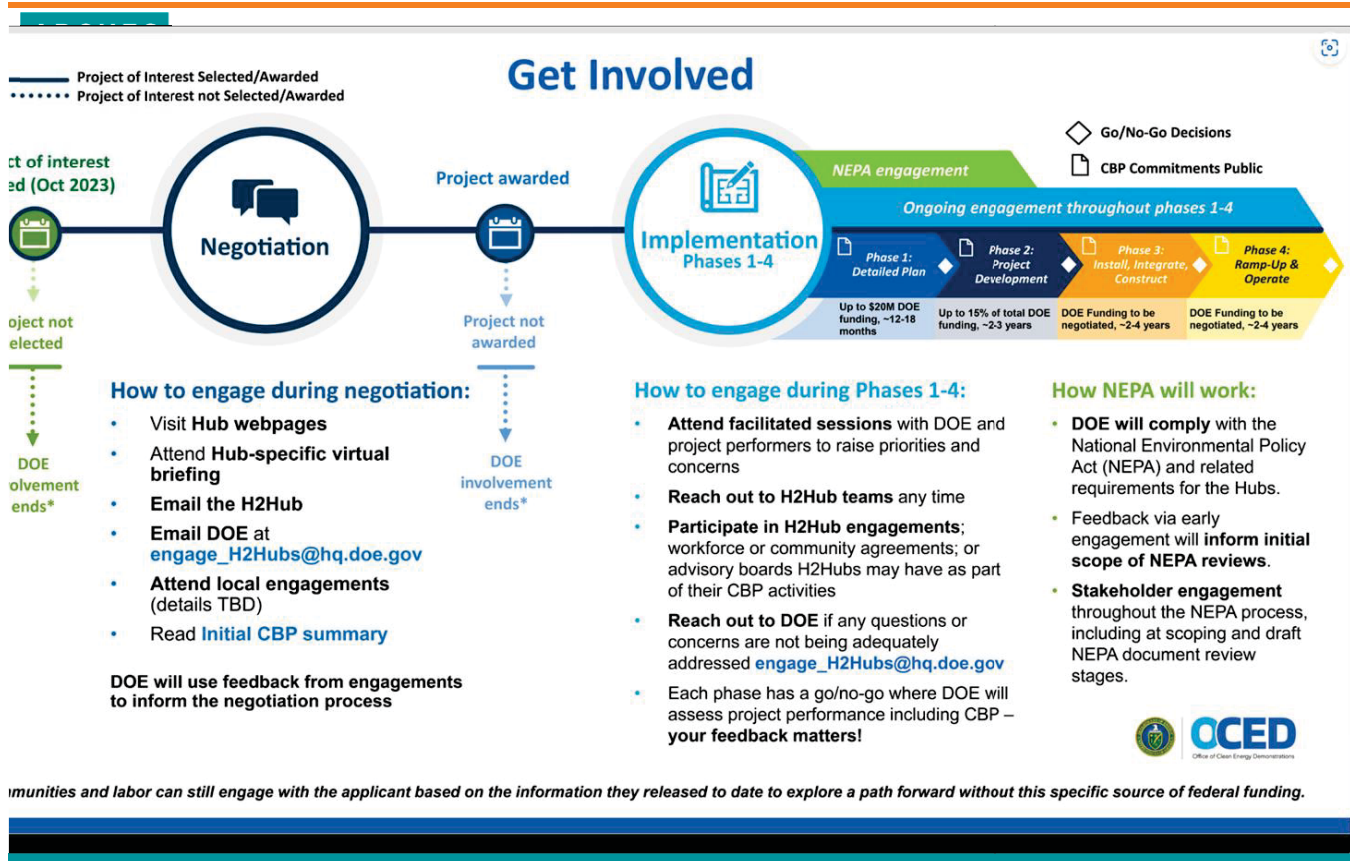 Project of Interest Selected/Awarded
Project of Interest not Selected/Awarded
Get Involved
Go/No-Go Decisions
CBP Commitments Public
ct of interest
ed (Oct 2023)
Negotiation
Project awarded
Implementation
Phases 1-4
NEPA engagement
Ongoing engagement throughout phases 1-4
Phase 1:
Detailed Plan
Phase 2:
Project
Development
Phase 3:
Install, Integrate,
Construct
Phase 4:
Ramp-Up &
Operate
Up to $20M DOE
funding, ~12-18
months
Up to 15% of total DOE
funding, ~2-3 years
DOE Funding to be
negotiated, ~2-4 years
DOE Funding to be
negotiated, ~2-4 years
oject not
elected
DOE
olvement
ends*
Project not
awarded
DOE
involvement
ends*
How to engage during negotiation:
• Visit Hub webpages
• Attend Hub-specific virtual
briefing
• Email the H2Hub
• Email DOE at
engage_H2Hubs@hq.doe.gov
• Attend local engagements
(details TBD)
• Read Initial CBP summary
DOE will use feedback from engagements
to inform the negotiation process
How to engage during Phases 1-4:
• Attend facilitated sessions with DOE and
project performers to raise priorities and
concerns
• Reach out to H2Hub teams any time
• Participate in H2Hub engagements;
workforce or community agreements; or
advisory boards H2Hubs may have as part
of their CBP activities
• Reach out to DOE if any questions or
concerns are not being adequately
addressed engage_H2Hubs@hq.doe.gov
• Each phase has a go/no-go where DOE will
assess project performance including CBP –
your feedback matters!
How NEPA will work:
• DOE will comply with the
National Environmental Policy
Act (NEPA) and related
requirements for the Hubs.
• Feedback via early
engagement will inform initial
scope of NEPA reviews.
• Stakeholder engagement
throughout the NEPA process,
including at scoping and draft
NEPA document review
stages.
OCED
Office of Clean Energy Demonstrations
munities and labor can still engage with the applicant based on the information they released to date to explore a path forward without this specific source of federal funding.